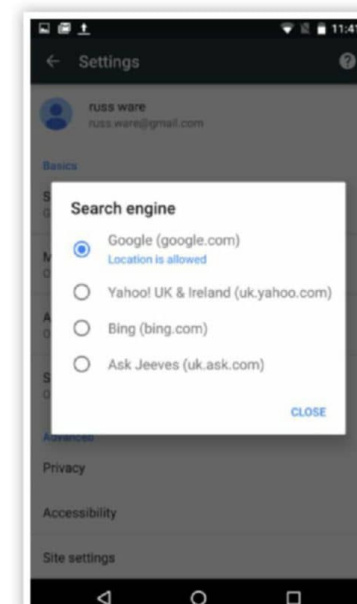 11:41
Settings
russ ware
russ.ware@gmail.com
Basics
Search engine
Google (google.com)
Location is allowed
Yahoo! UK & Ireland (uk.yahoo.com)
Bing (bing.com)
Ask Jeeves (uk.ask.com)
CLOSE
Advanced
Privacy
Accessibility
Site settings